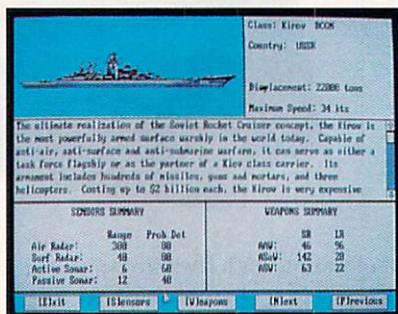 Class: Kirov BCGN
Country: USSR
Displacement: 22000 tons
Maximum Speed: 34 kts
The ultimate realization of the Soviet Rocket Cruiser concept, the Kirov is
the most powerfully armed surface warship in the world today. Capable of
anti-air, anti-surface and anti-submarine warfare, it can serve as either a
task force flagship or as the partner of a Kiev class carrier. Its
armament includes hundreds of missiles, guns and mortars, and three
helicopters. Costing up to $2 billion each, the Kirov is very expensive
SENSORS SUMMARY
Range Prob Det
Air Radar: 300 80
Surf Radar: 40 80
Active Sonar: 6 60
Passive Sonar: 12 40
WEAPONS SUMMARY
SR LR
AAW: 46 96
ASuW: 142 20
ASW: 63 22
[E]xit [S]ensors [W]eapons [N]ext [P]revious